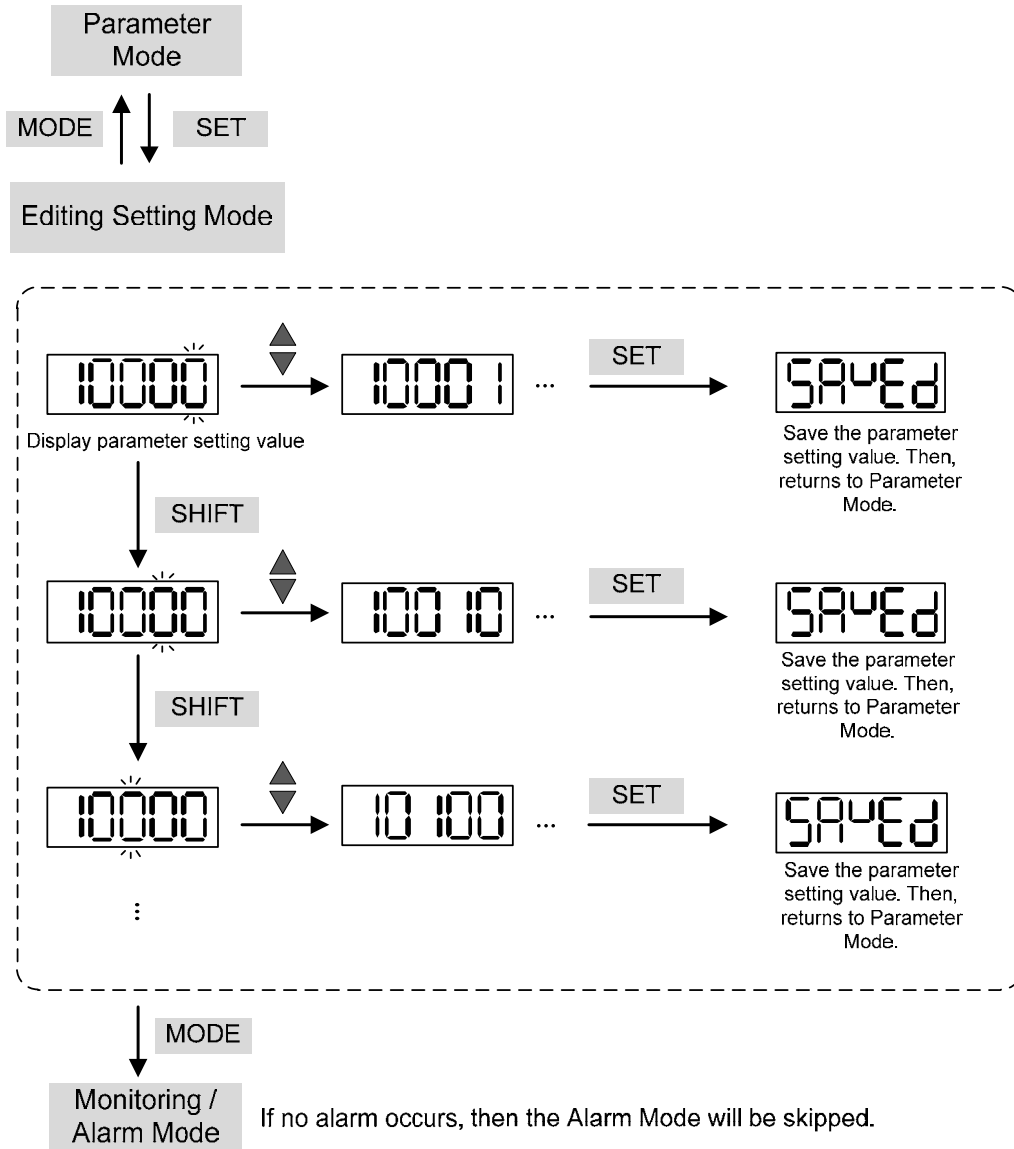 Parameter
Mode
MODE
SET
Editing Setting Mode
10000
10001
...
SET
SAVEd
Display parameter setting value
Save the parameter
setting value. Then,
returns to Parameter
Mode.
SHIFT
10000
10010
...
SET
SAVEd
Save the parameter
setting value. Then,
returns to Parameter
Mode.
SHIFT
10000
10100
...
SET
SAVEd
Save the parameter
setting value. Then,
returns to Parameter
Mode.
...
MODE
Monitoring /
Alarm Mode
If no alarm occurs, then the Alarm Mode will be skipped.